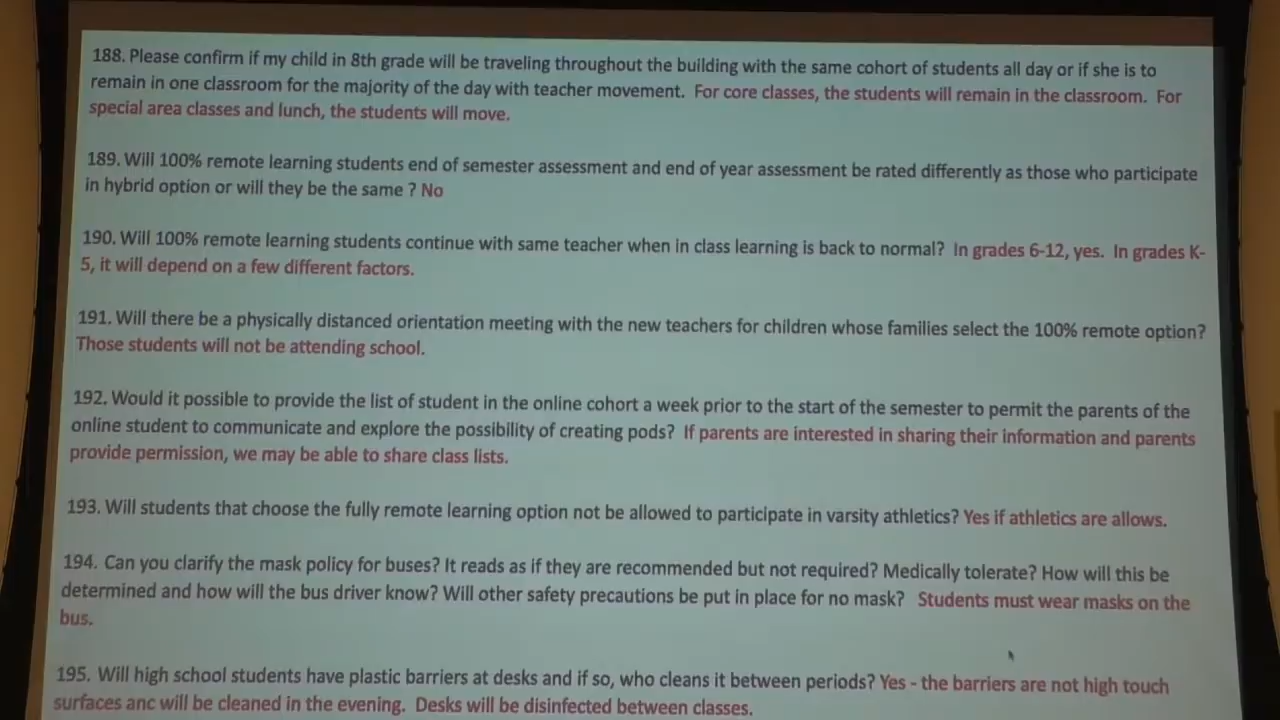 188. Please confirm if my child in 8th grade will be traveling throughout the building with the same cohort of students all day or if she is to
remain in one classroom for the majority of the day with teacher movement. For core classes, the students will remain in the classroom. For
special area classes and lunch, the students will move.
189. Will 100% remote learning students end of semester assessment and end of year assessment be rated differently as those who participate
in hybrid option or will they be the same ? No
190. Will 100% remote learning students continue with same teacher when in class learning is back to normal? In grades 6-12, yes. In grades K-
5, it will depend on a few different factors.
191. Will there be a physically distanced orientation meeting with the new teachers for children whose families select the 100% remote option?
Those students will not be attending school.
192. Would it possible to provide the list of student in the online cohort a week prior to the start of the semester to permit the parents of the
online student to communicate and explore the possibility of creating pods? If parents are interested in sharing their information and parents
provide permission, we may be able to share class lists.
193. Will students that choose the fully remote learning option not be allowed to participate in varsity athletics? Yes if athletics are allows.
194. Can you clarify the mask policy for buses? It reads as if they are recommended but not required? Medically tolerate? How will this be
determined and how will the bus driver know? Will other safety precautions be put in place for no mask? Students must wear masks on the
bus.
195. Will high school students have plastic barriers at desks and if so, who cleans it between periods? Yes - the barriers are not high touch
surfaces anc will be cleaned in the evening. Desks will be disinfected between classes.